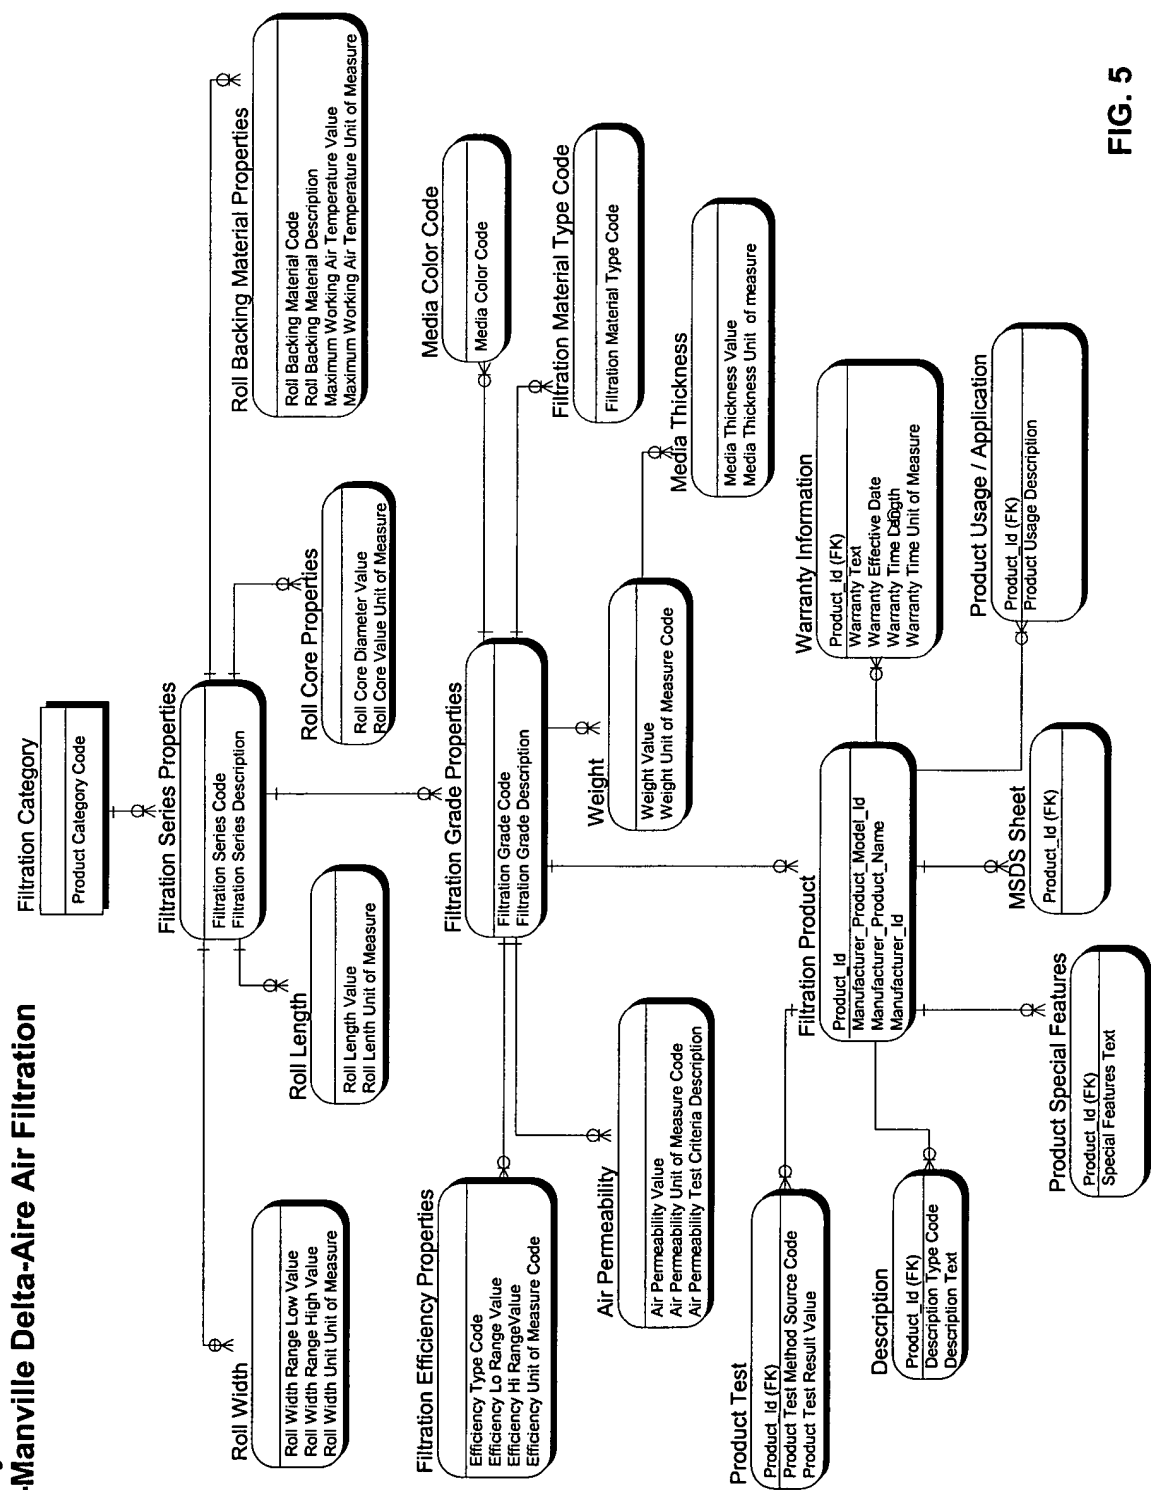 -Manville Delta-Aire Air Filtration
Filtration Category
Product Category Code
Filtration Series Properties
Filtration Series Code
Filtration Series Description
Roll Width
Roll Width Range Low Value
Roll Width Range High Value
Roll Width Unit Unit of Measure
Roll Length
Roll Length Value
Roll Lenth Unit of Measure
Roll Core Properties
Roll Core Diameter Value
Roll Core Value Unit of Measure
Roll Backing Material Properties
Roll Backing Material Code
Roll Backing Material Description
Maximum Working Air Temperature Value
Maximum Working Air Temperature Unit of Measure
Filtration Efficiency Properties
Efficiency Type Code
Efficiency Lo Range Value
Efficiency Hi RangeValue
Efficiency Unit of Measure Code
Filtration Grade Properties
Filtration Grade Code
Filtration Grade Description
Media Color Code
Media Color Code
Filtration Material Type Code
Filtration Material Type Code
Air Permeability
Air Permeability Value
Air Permeability Unit of Measure Code
Air Permeability Test Criteria Description
Weight
Weight Value
Weight Unit of Measure Code
Media Thickness
Media Thickness Value
Media Thickness Unit of measure
Product Test
Product_Id (FK)
Product Test Method Source Code
Product Test Result Value
Filtration Product
Product_Id
Manufacturer_Product_Model_Id
Manufacturer_Product_Name
Manufacturer_Id
Warranty Information
Product_Id (FK)
Warranty Text
Warranty Effective Date
Warranty Time
Warranty Time Unit of Measure
Description
Product_Id (FK)
Description Type Code
Description Text
Product Special Features
Product_Id (FK)
Special Features Text
MSDS Sheet
Product_Id (FK)
Product Usage / Application
Product_Id (FK)
Product Usage Description
FIG. 5